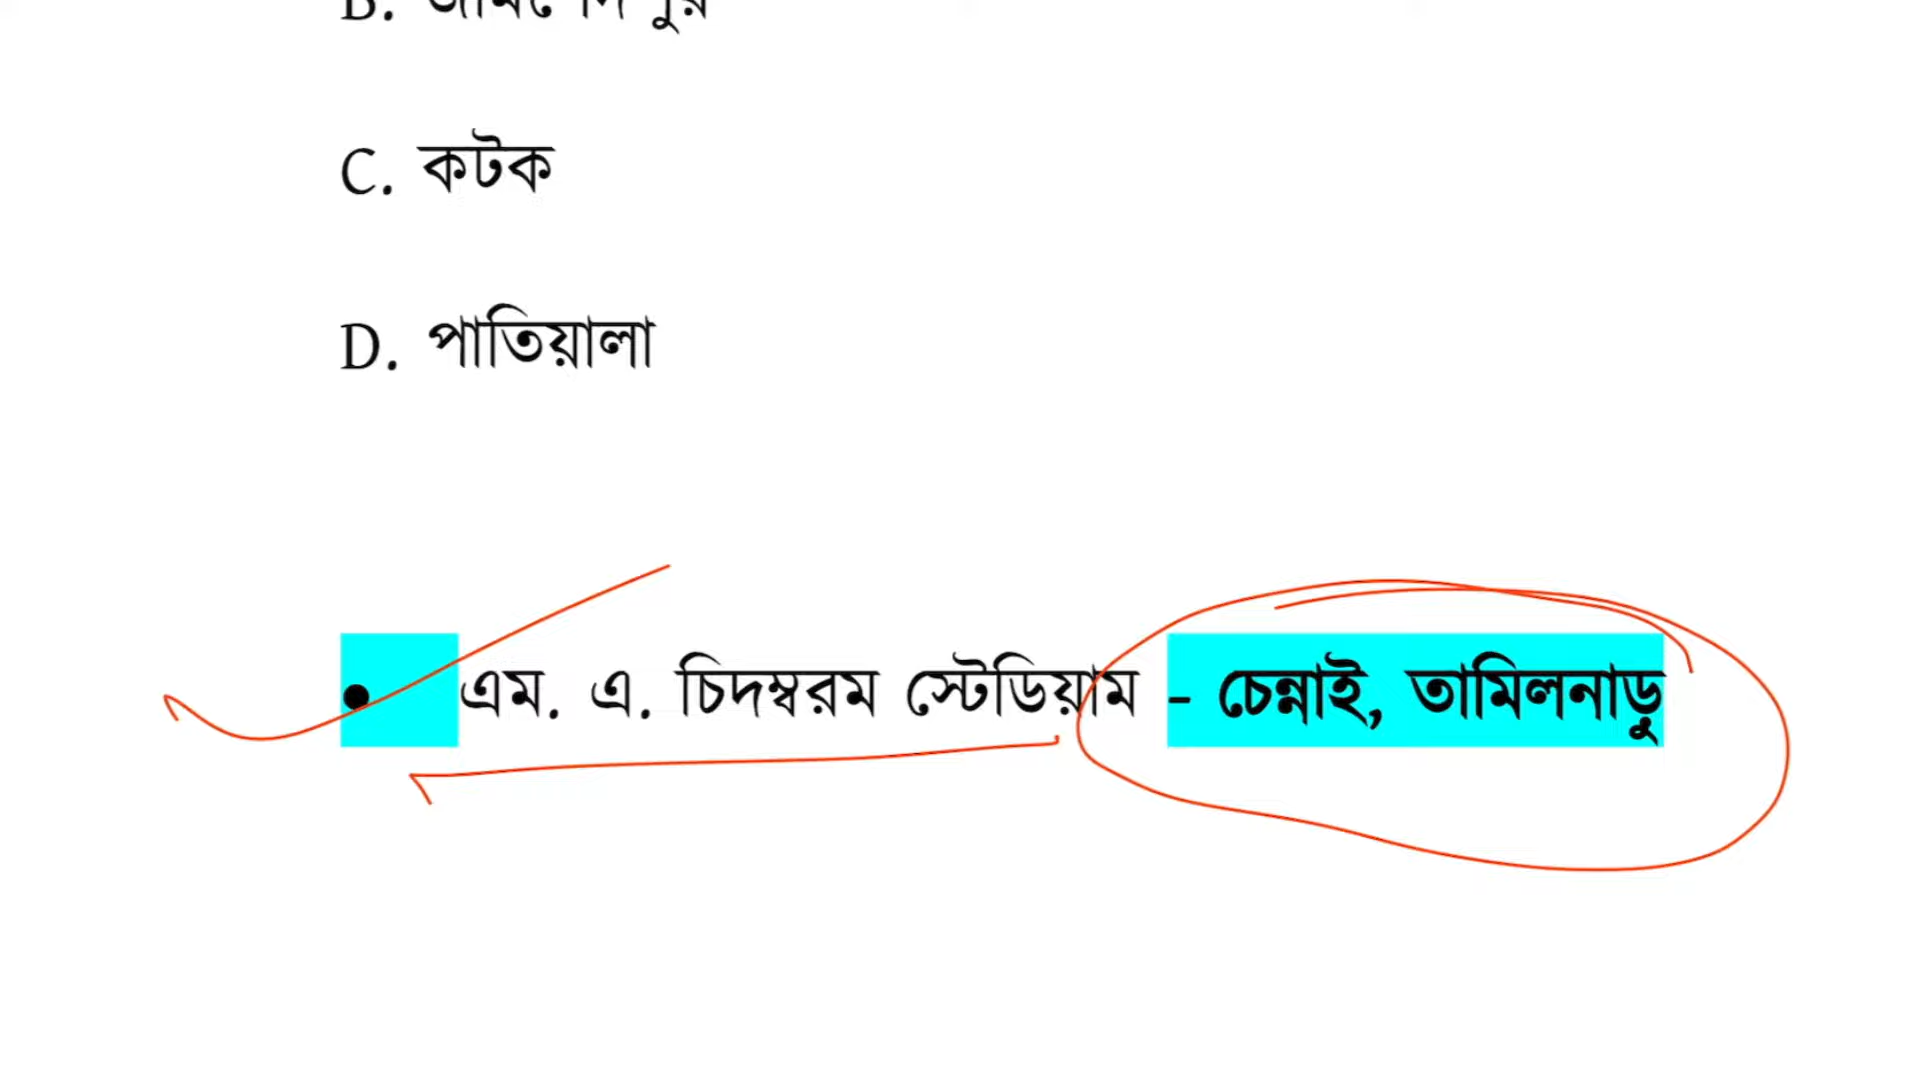 B.
C. কটক
D. পাতিয়ালা
• এম. এ. চিদম্বরম স্টেডিয়াম - চেন্নাই, তামিলনাড়ু